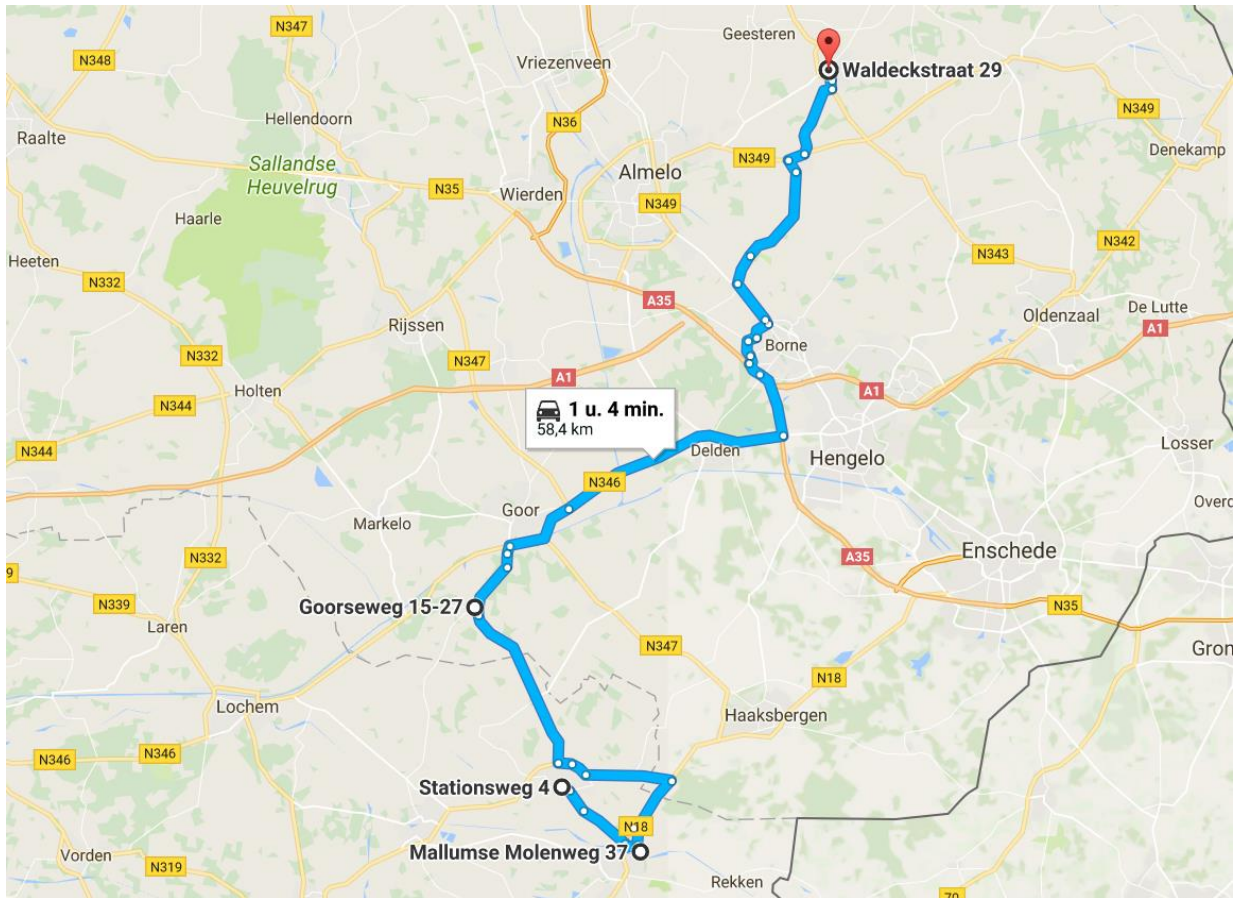 N347
Geesteren
N348
Vriezenveen
Waldeckstraat 29
Hellendoorn
N36
N349
Raalte
Denekamp
Sallandse
Heuvelrug
N349
Almelo
N35
Wierden
N349
Haarle
N342
Heeten
N332
N343
A35
Oldenzaal
De Lutte
Rijssen
A1
Borne
N332
N347
A1
Holten
A1
N344
1 u. 4 min.
58,4 km
N344
Delden
Hengelo
Losser
N346
Goor
Overd
Markelo
Enschede
N332
A35
9
N339
Goorseweg 15-27
N35
Laren
N347
Gron
N18
Lochem
Haaksbergen
N346
N346
Stationsweg 4
N18
Mallumse Molenweg 37
Vorden
N319
Rekken
70